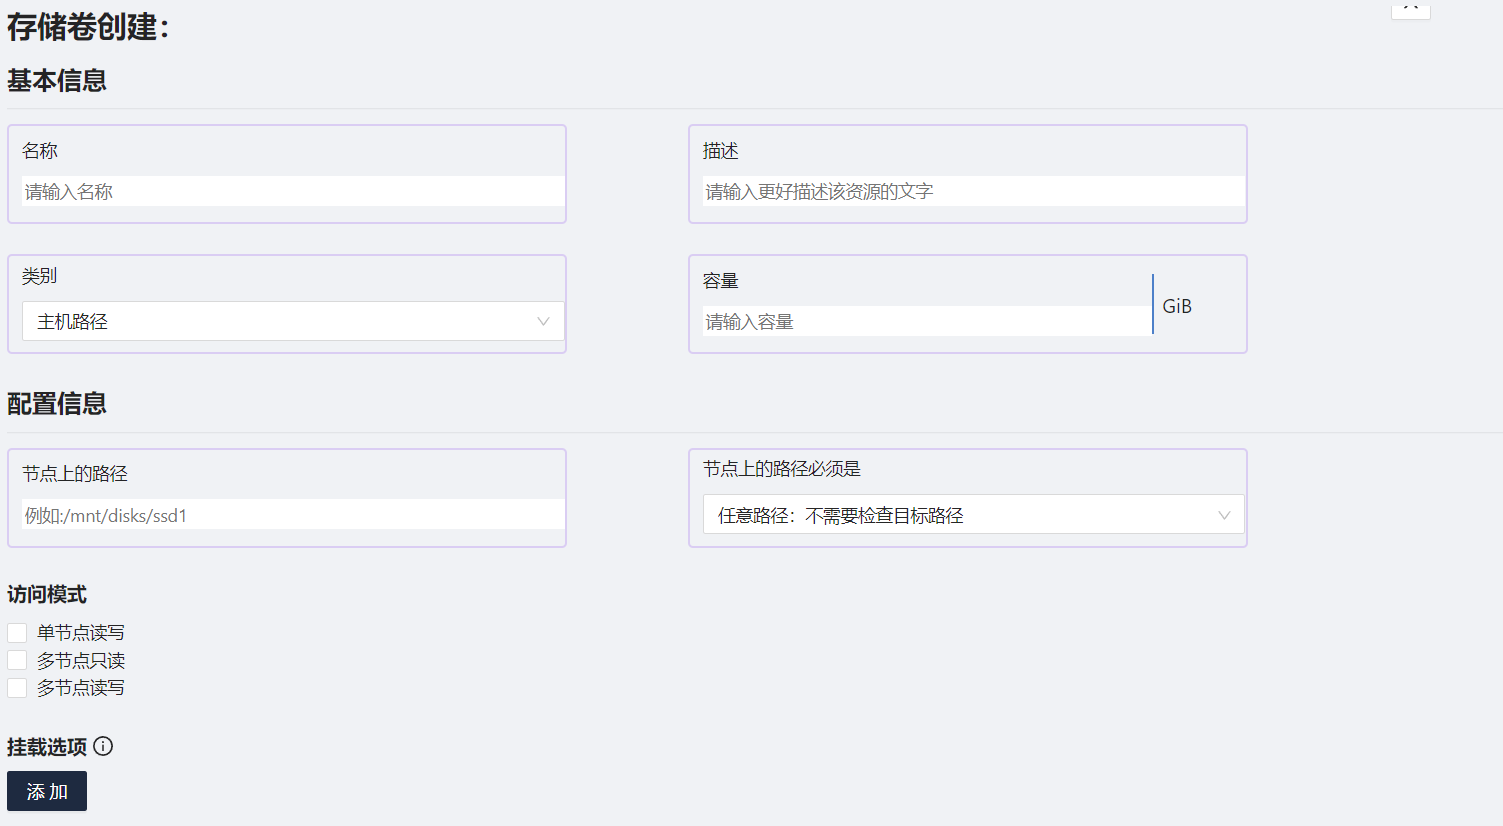 存储卷创建：
基本信息
名称
请输入名称
描述
请输入更好描述该资源的文字
类别
主机路径
容量
请输入容量
GiB
配置信息
节点上的路径
例如:/mnt/disks/ssd1
节点上的路径必须是
任意路径：不需要检查目标路径
访问模式
单节点读写
多节点只读
多节点读写
挂载选项
添 加